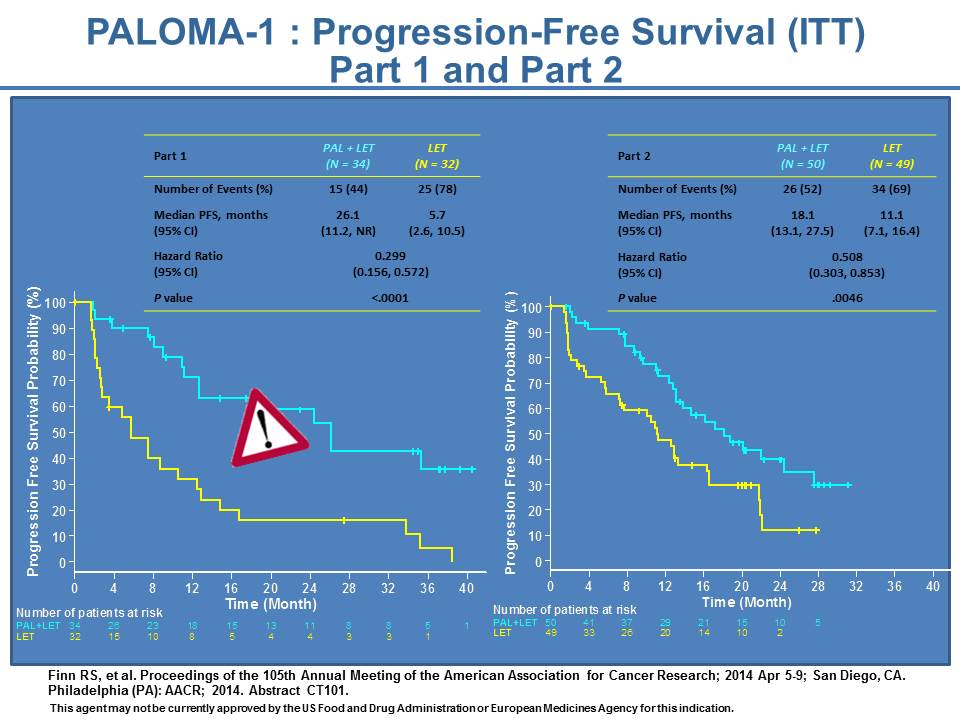 PALOMA-1 : Progression-Free Survival (ITT)
Part 1 and Part 2
Part 1 PAL + LET (N = 34) LET (N = 32)
Number of Events (%) 15 (44) 25 (78)
Median PFS, months 26.1 5.7
(95% CI) (11.2, NR) (2.6, 10.5)
Hazard Ratio 0.299
(95% CI) (0.156, 0.572)
P value <.0001
Progression Free Survival Probability (%)
100
90
80
70
60
50
40
30
20
10
0
!
0 4 8 12 16 20 24 28 32 36 40
Time (Month)
Number of patients at risk
PAL+LET 34 26 23 18 15 13 11 8 8 5 1
LET 32 15 10 8 5 4 4 3 3 1
Part 2 PAL + LET (N = 50) LET (N = 49)
Number of Events (%) 26 (52) 34 (69)
Median PFS, months 18.1 11.1
(95% CI) (13.1, 27.5) (7.1, 16.4)
Hazard Ratio 0.508
(95% CI) (0.303, 0.853)
P value .0046
Progression Free Survival Probability (%)
100
90
80
70
60
50
40
30
20
10
0
0 4 8 12 16 20 24 28 32 36 40
Time (Month)
Number of patients at risk
PAL+LET 50 41 37 29 21 15 10 5
LET 49 33 26 20 14 10 2
Finn RS, et al. Proceedings of the 105th Annual Meeting of the American Association for Cancer Research; 2014 Apr 5-9; San Diego, CA.
Philadelphia (PA): AACR; 2014. Abstract CT101.
This agent may not be currently approved by the US Food and Drug Administration or European Medicines Agency for this indication.